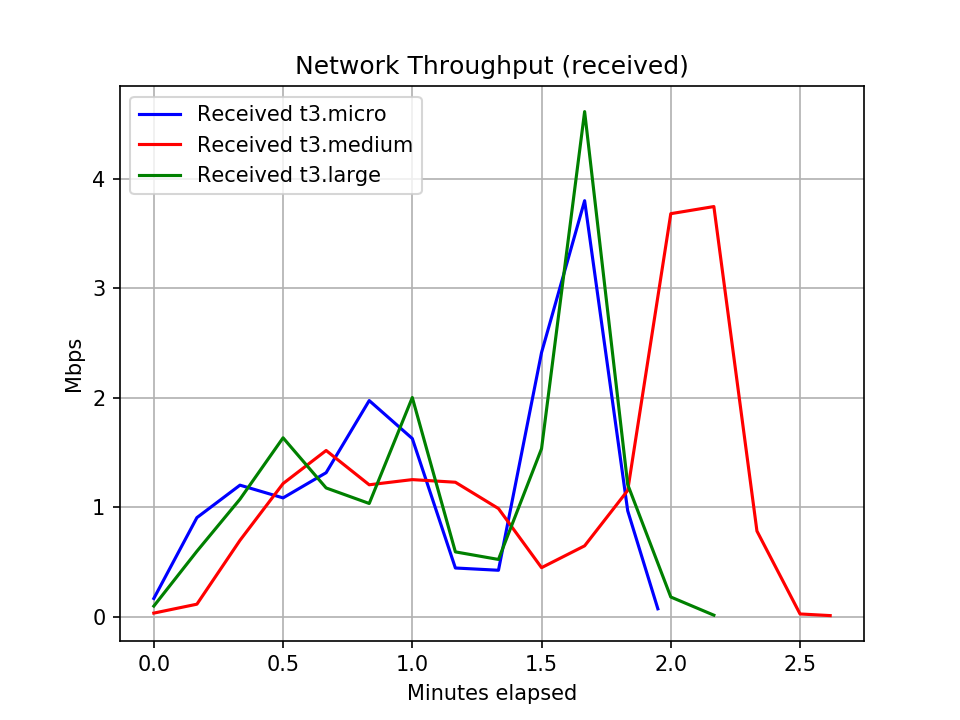 Network Throughput (received)
Received t3.micro
Received t3.medium
Received t3.large
Mbps
4
3
2
1
0
0.0 0.5 1.0 1.5 2.0 2.5
Minutes elapsed